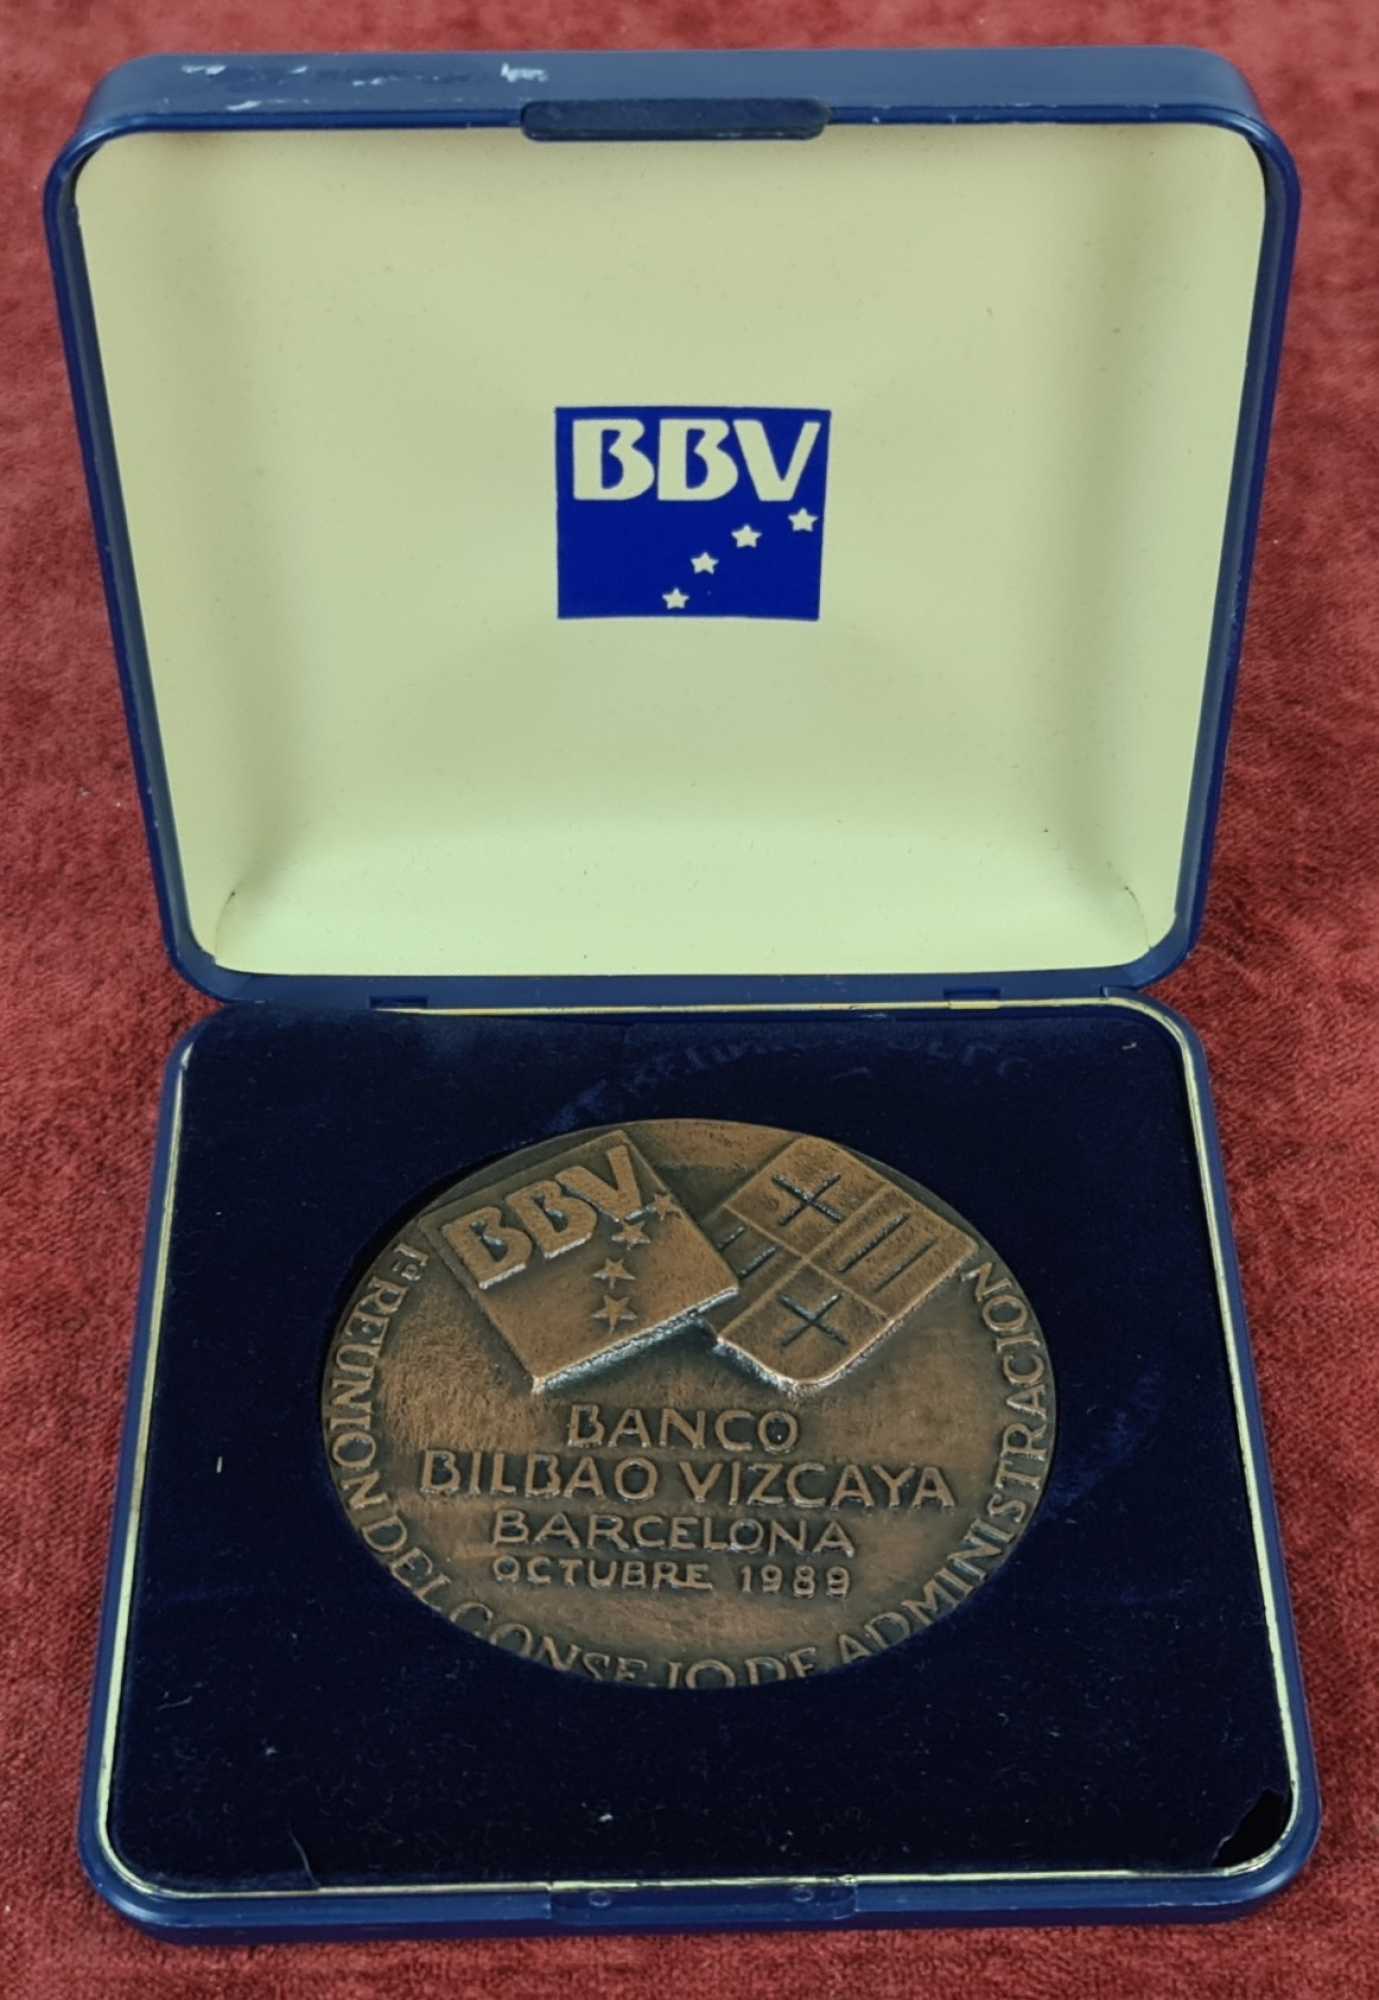 BBV
BBV
BANCO
BILBAO VIZCAYA
BARCELONA
OCTUBRE 1989
1ª REUNION DEL CONSEJO DE ADMINISTRACION